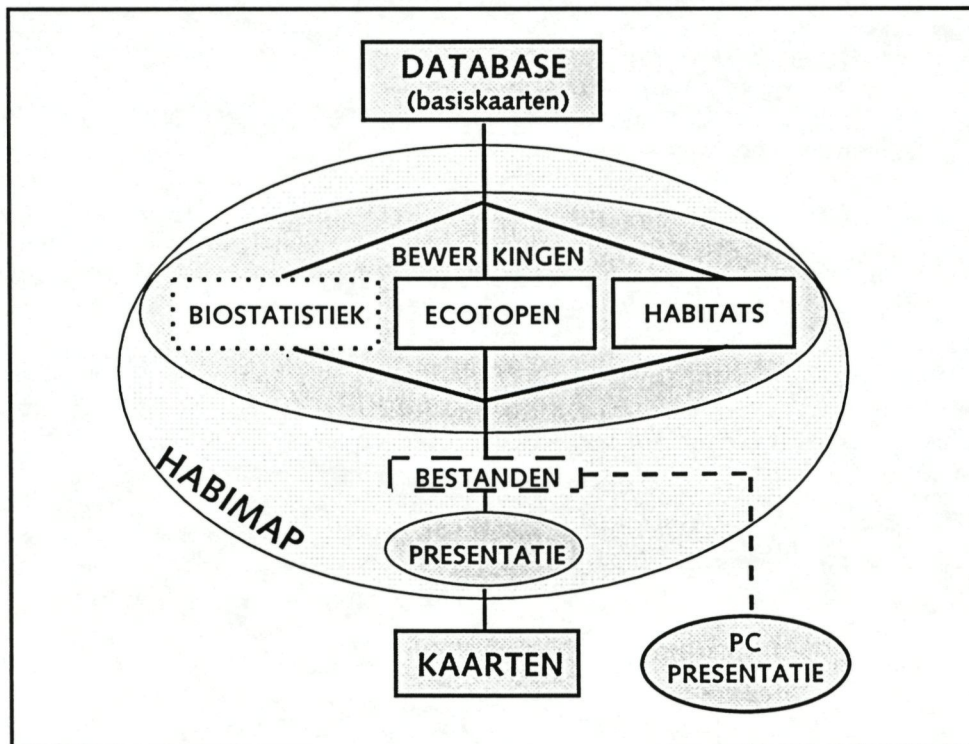 DATABASE
(basiskaarten)
BEWER KINGEN
BIOSTATISTIEK
ECOTOPEN
HABITATS
HABIMAP
BESTANDEN
PRESENTATIE
KAARTEN
PC
PRESENTATIE